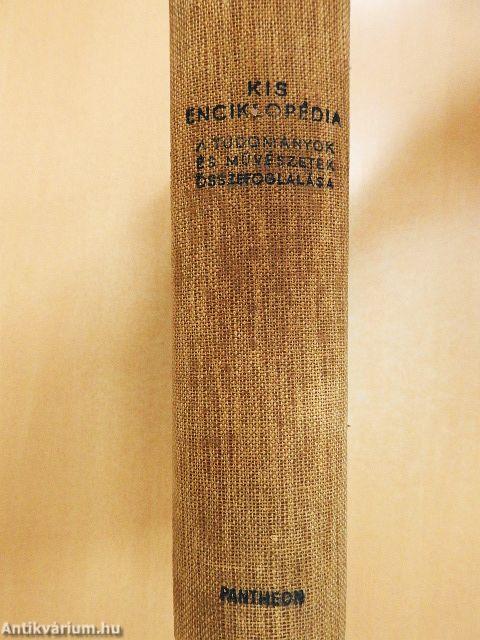 KIS
ENCIKLOPÉDIA
A TUDOMÁNYOK
ÉS MŰVÉSZETEK
ÖSSZEFOGLALÁSA
PANTHEON
Antikvárium.hu